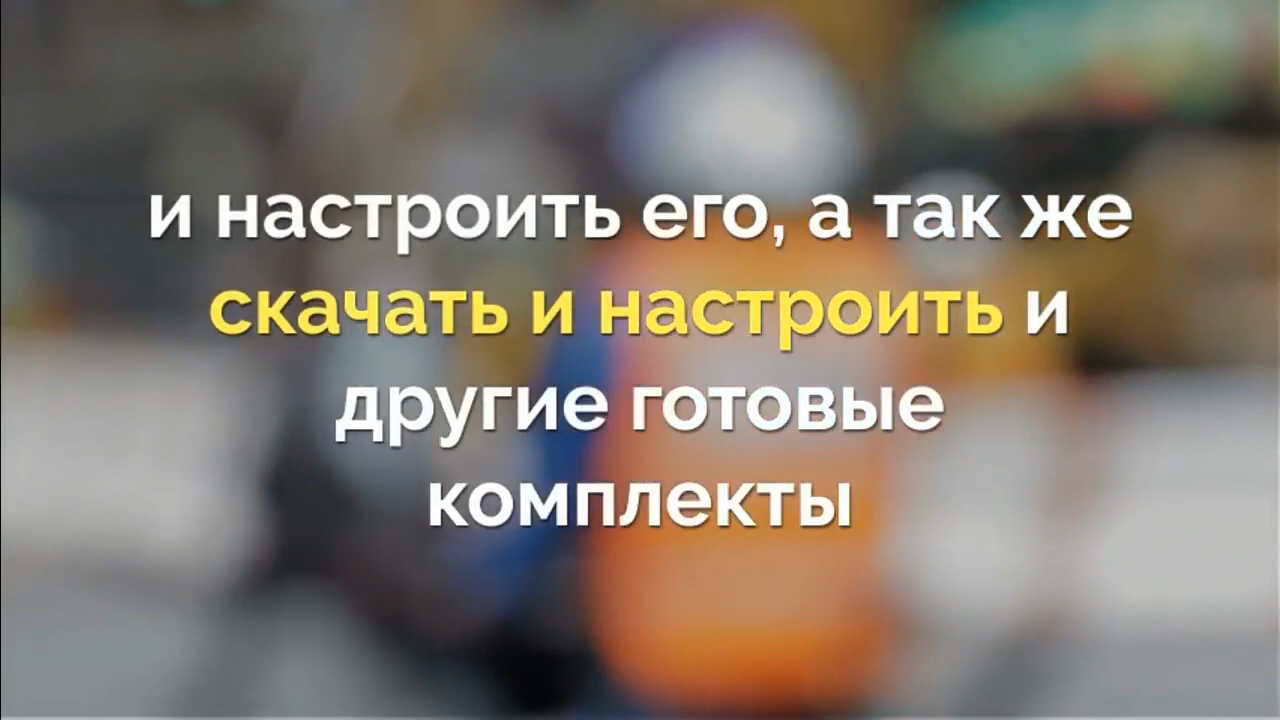 и настроить его, а так же
скачать и настроить и
другие готовые
комплекты